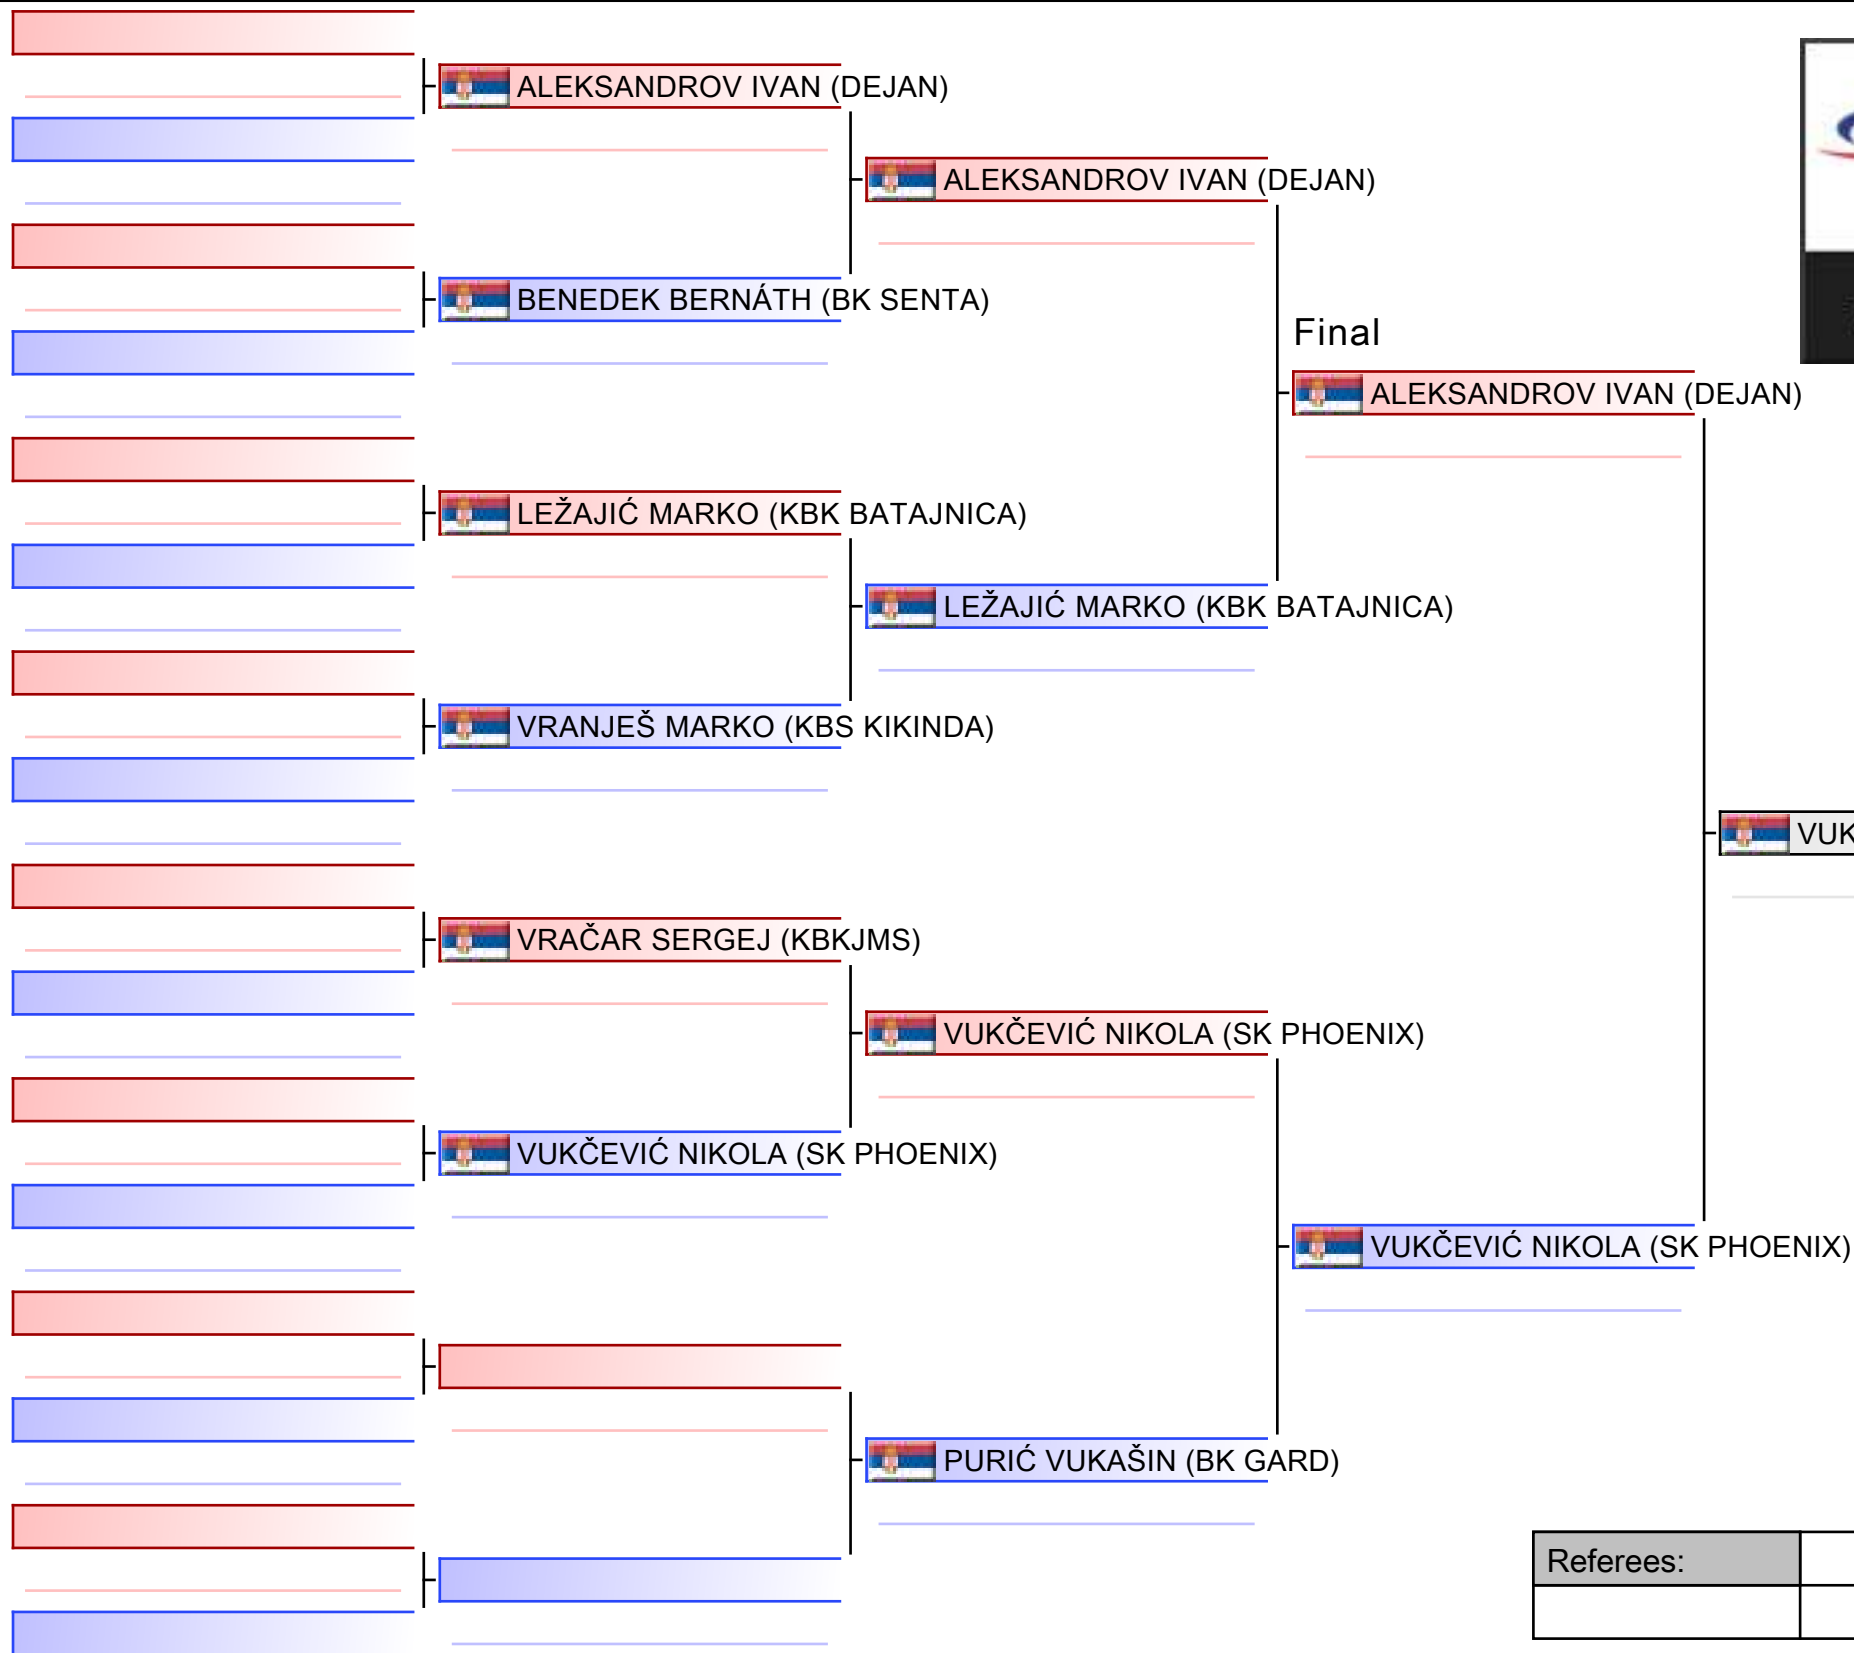 ALEKSANDROV IVAN (DEJAN)
ALEKSANDROV IVAN (DEJAN)
BENEDEK BERNÁTH (BK SENTA)
Final
ALEKSANDROV IVAN (DEJAN)
LEŽAJIĆ MARKO (KBK BATAJNICA)
LEŽAJIĆ MARKO (KBK BATAJNICA)
VRANJEŠ MARKO (KBS KIKINDA)
VUK
VRAČAR SERGEJ (KBKJMS)
VUKČEVIĆ NIKOLA (SK PHOENIX)
VUKČEVIĆ NIKOLA (SK PHOENIX)
VUKČEVIĆ NIKOLA (SK PHOENIX)
PURIĆ VUKAŠIN (BK GARD)
Referees: